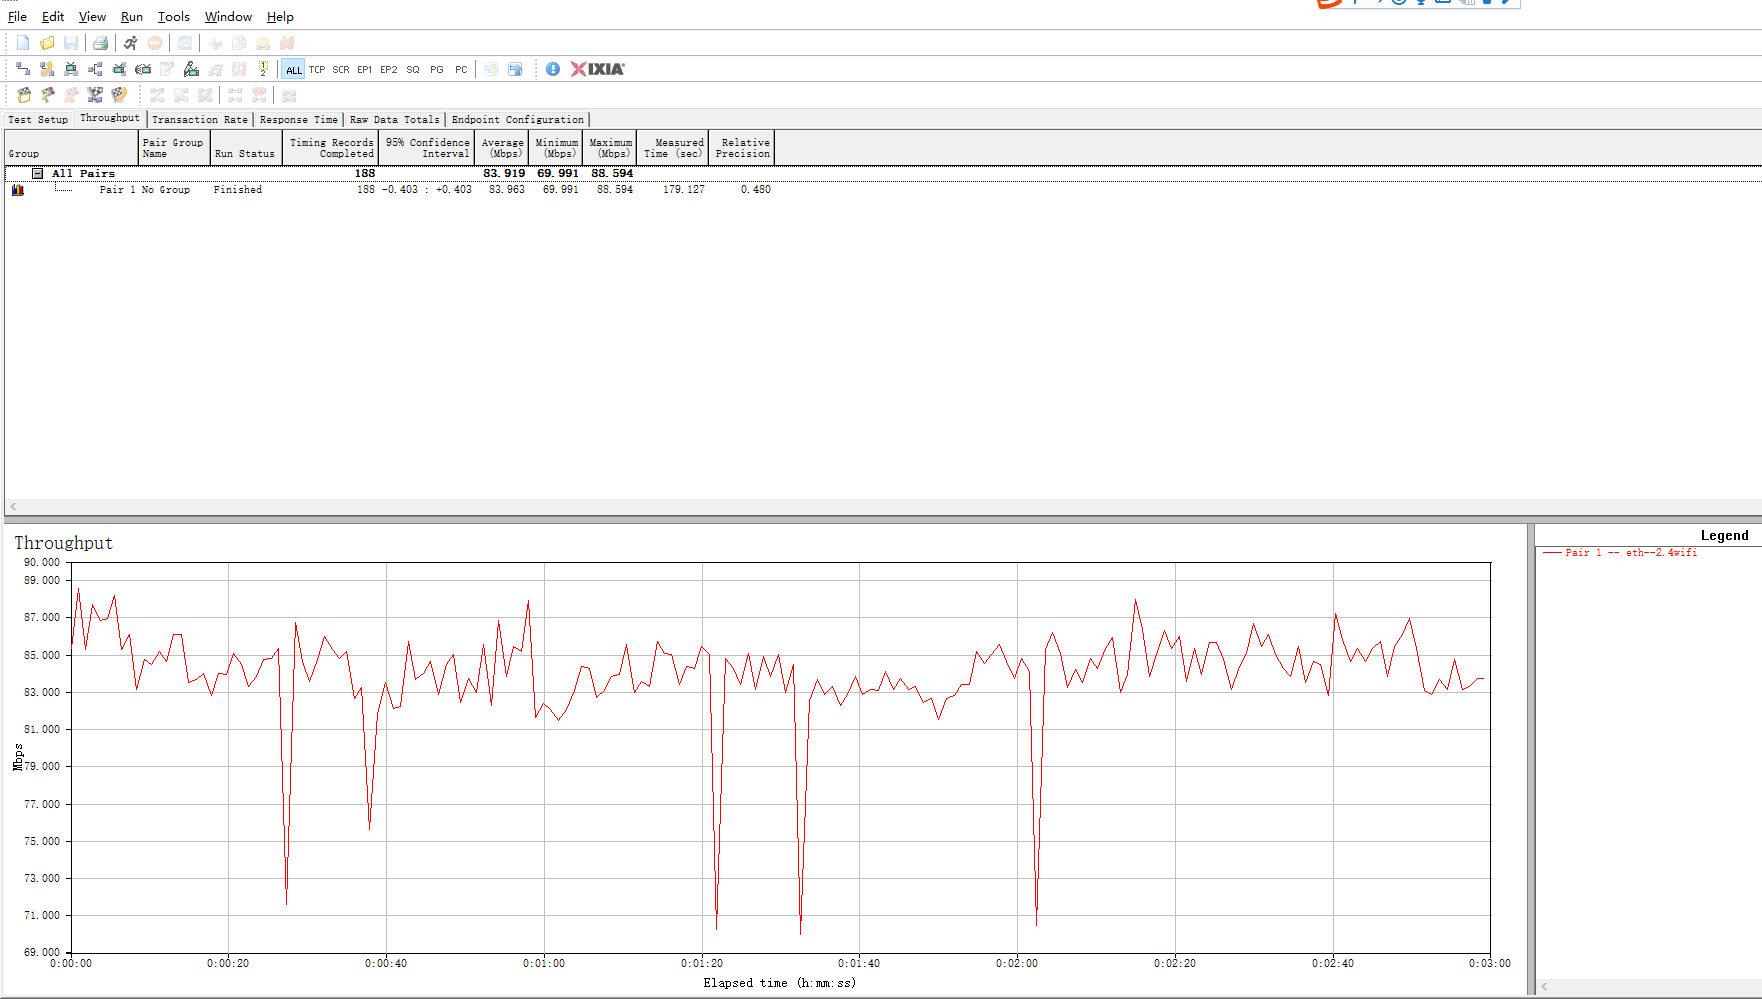 File Edit View Run Tools Window Help
1
2
ALL TCP SCR EP1 EP2 SQ PG PC IXIA
Test Setup Throughput Transaction Rate Response Time Raw Data Totals Endpoint Configuration
Group Pair Group Name Run Status Timing Records Completed 95% Confidence Interval Average (Mbps) Minimum (Mbps) Maximum (Mbps) Measured Time (sec) Relative Precision
All Pairs 188 83.919 69.991 88.594
Pair 1 No Group Finished 188 -0.403 : +0.403 83.963 69.991 88.594 179.127 0.480
Throughput
90.000
89.000
87.000
85.000
83.000
81.000
79.000
77.000
75.000
73.000
71.000
69.000
Mbps
0:00:00 0:00:20 0:00:40 0:01:00 0:01:20 0:01:40 0:02:00 0:02:20 0:02:40 0:03:00
Elapsed time (h:mm:ss)
Legend
Pair 1 -- eth--2.4wifi